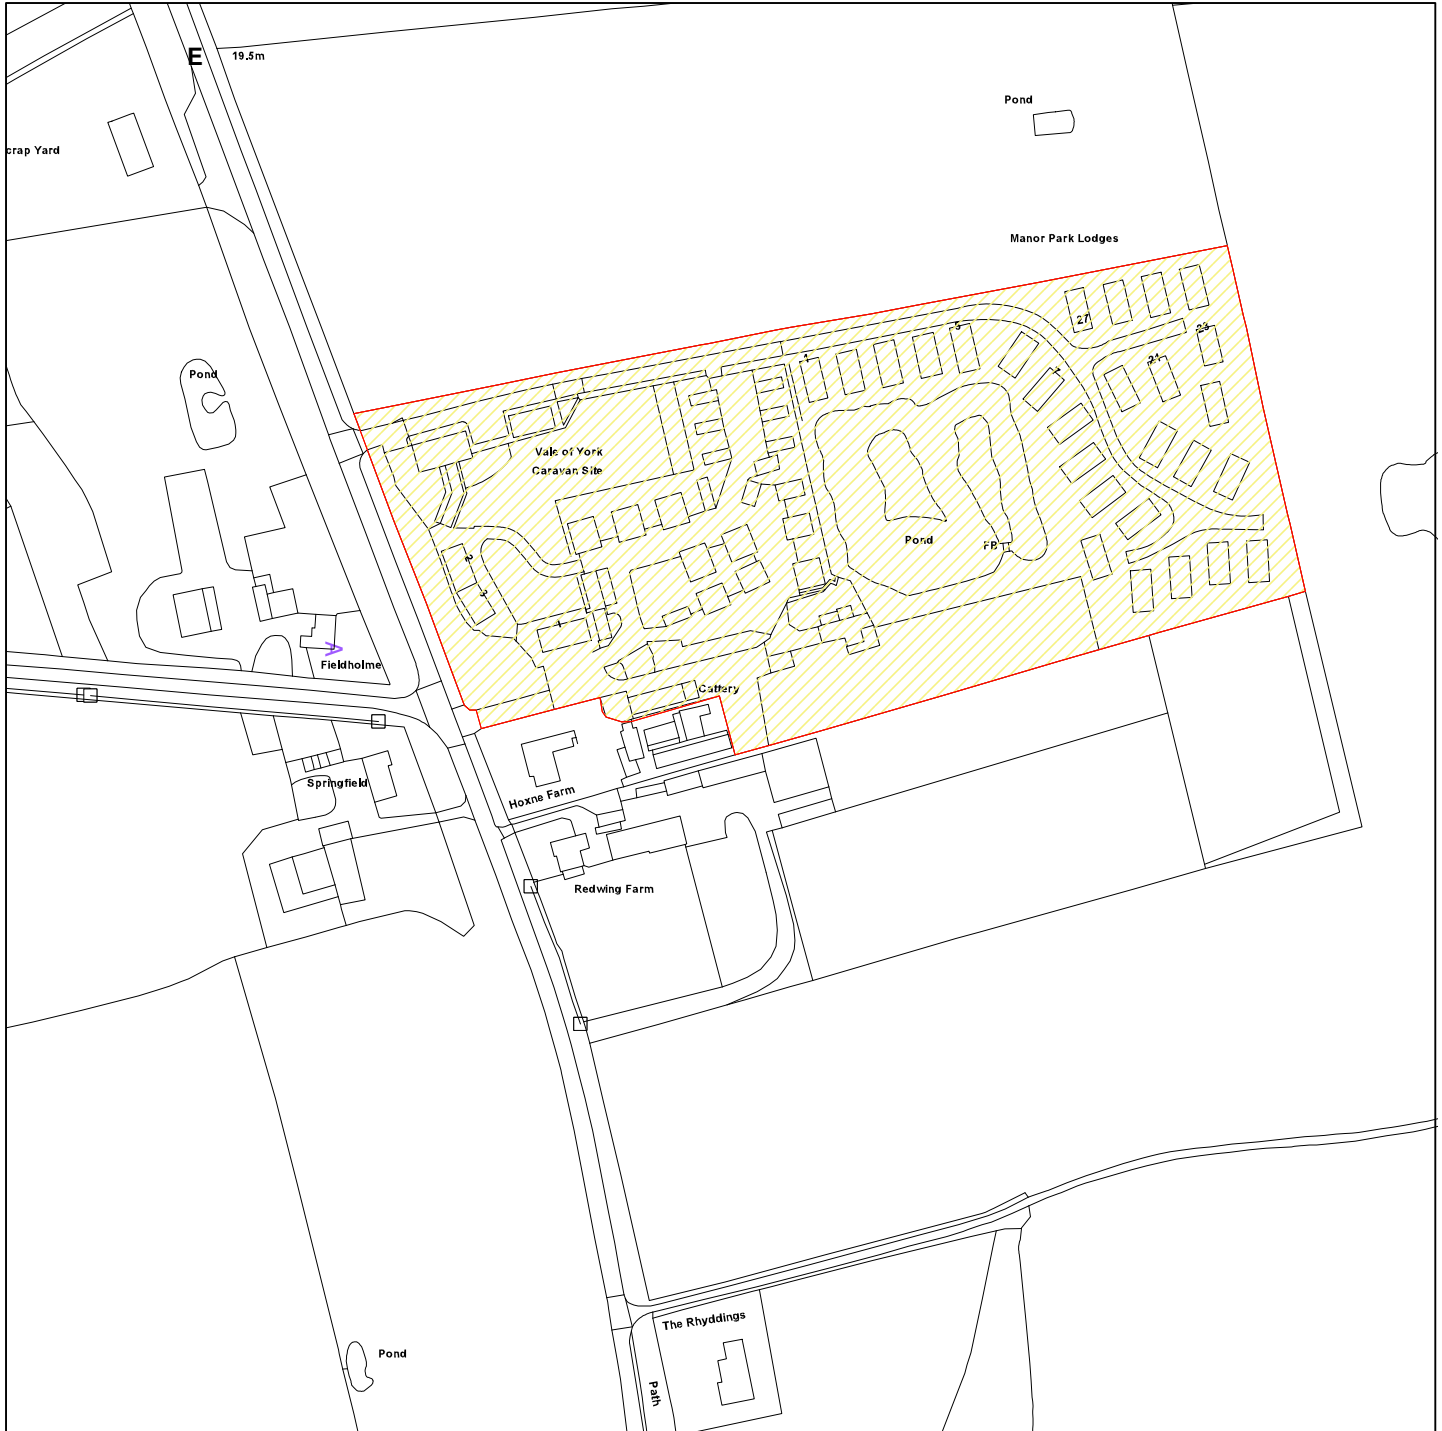 E
19.5m
Pond
crap Yard
Manor Park Lodges
27
23
5
1
21
7
Pond
Vale of York
Caravan Site
Pond
FB
2
3
1
Fieldholme
Cattery
Springfield
Hoxne Farm
Redwing Farm
The Rhyddings
Pond
Path